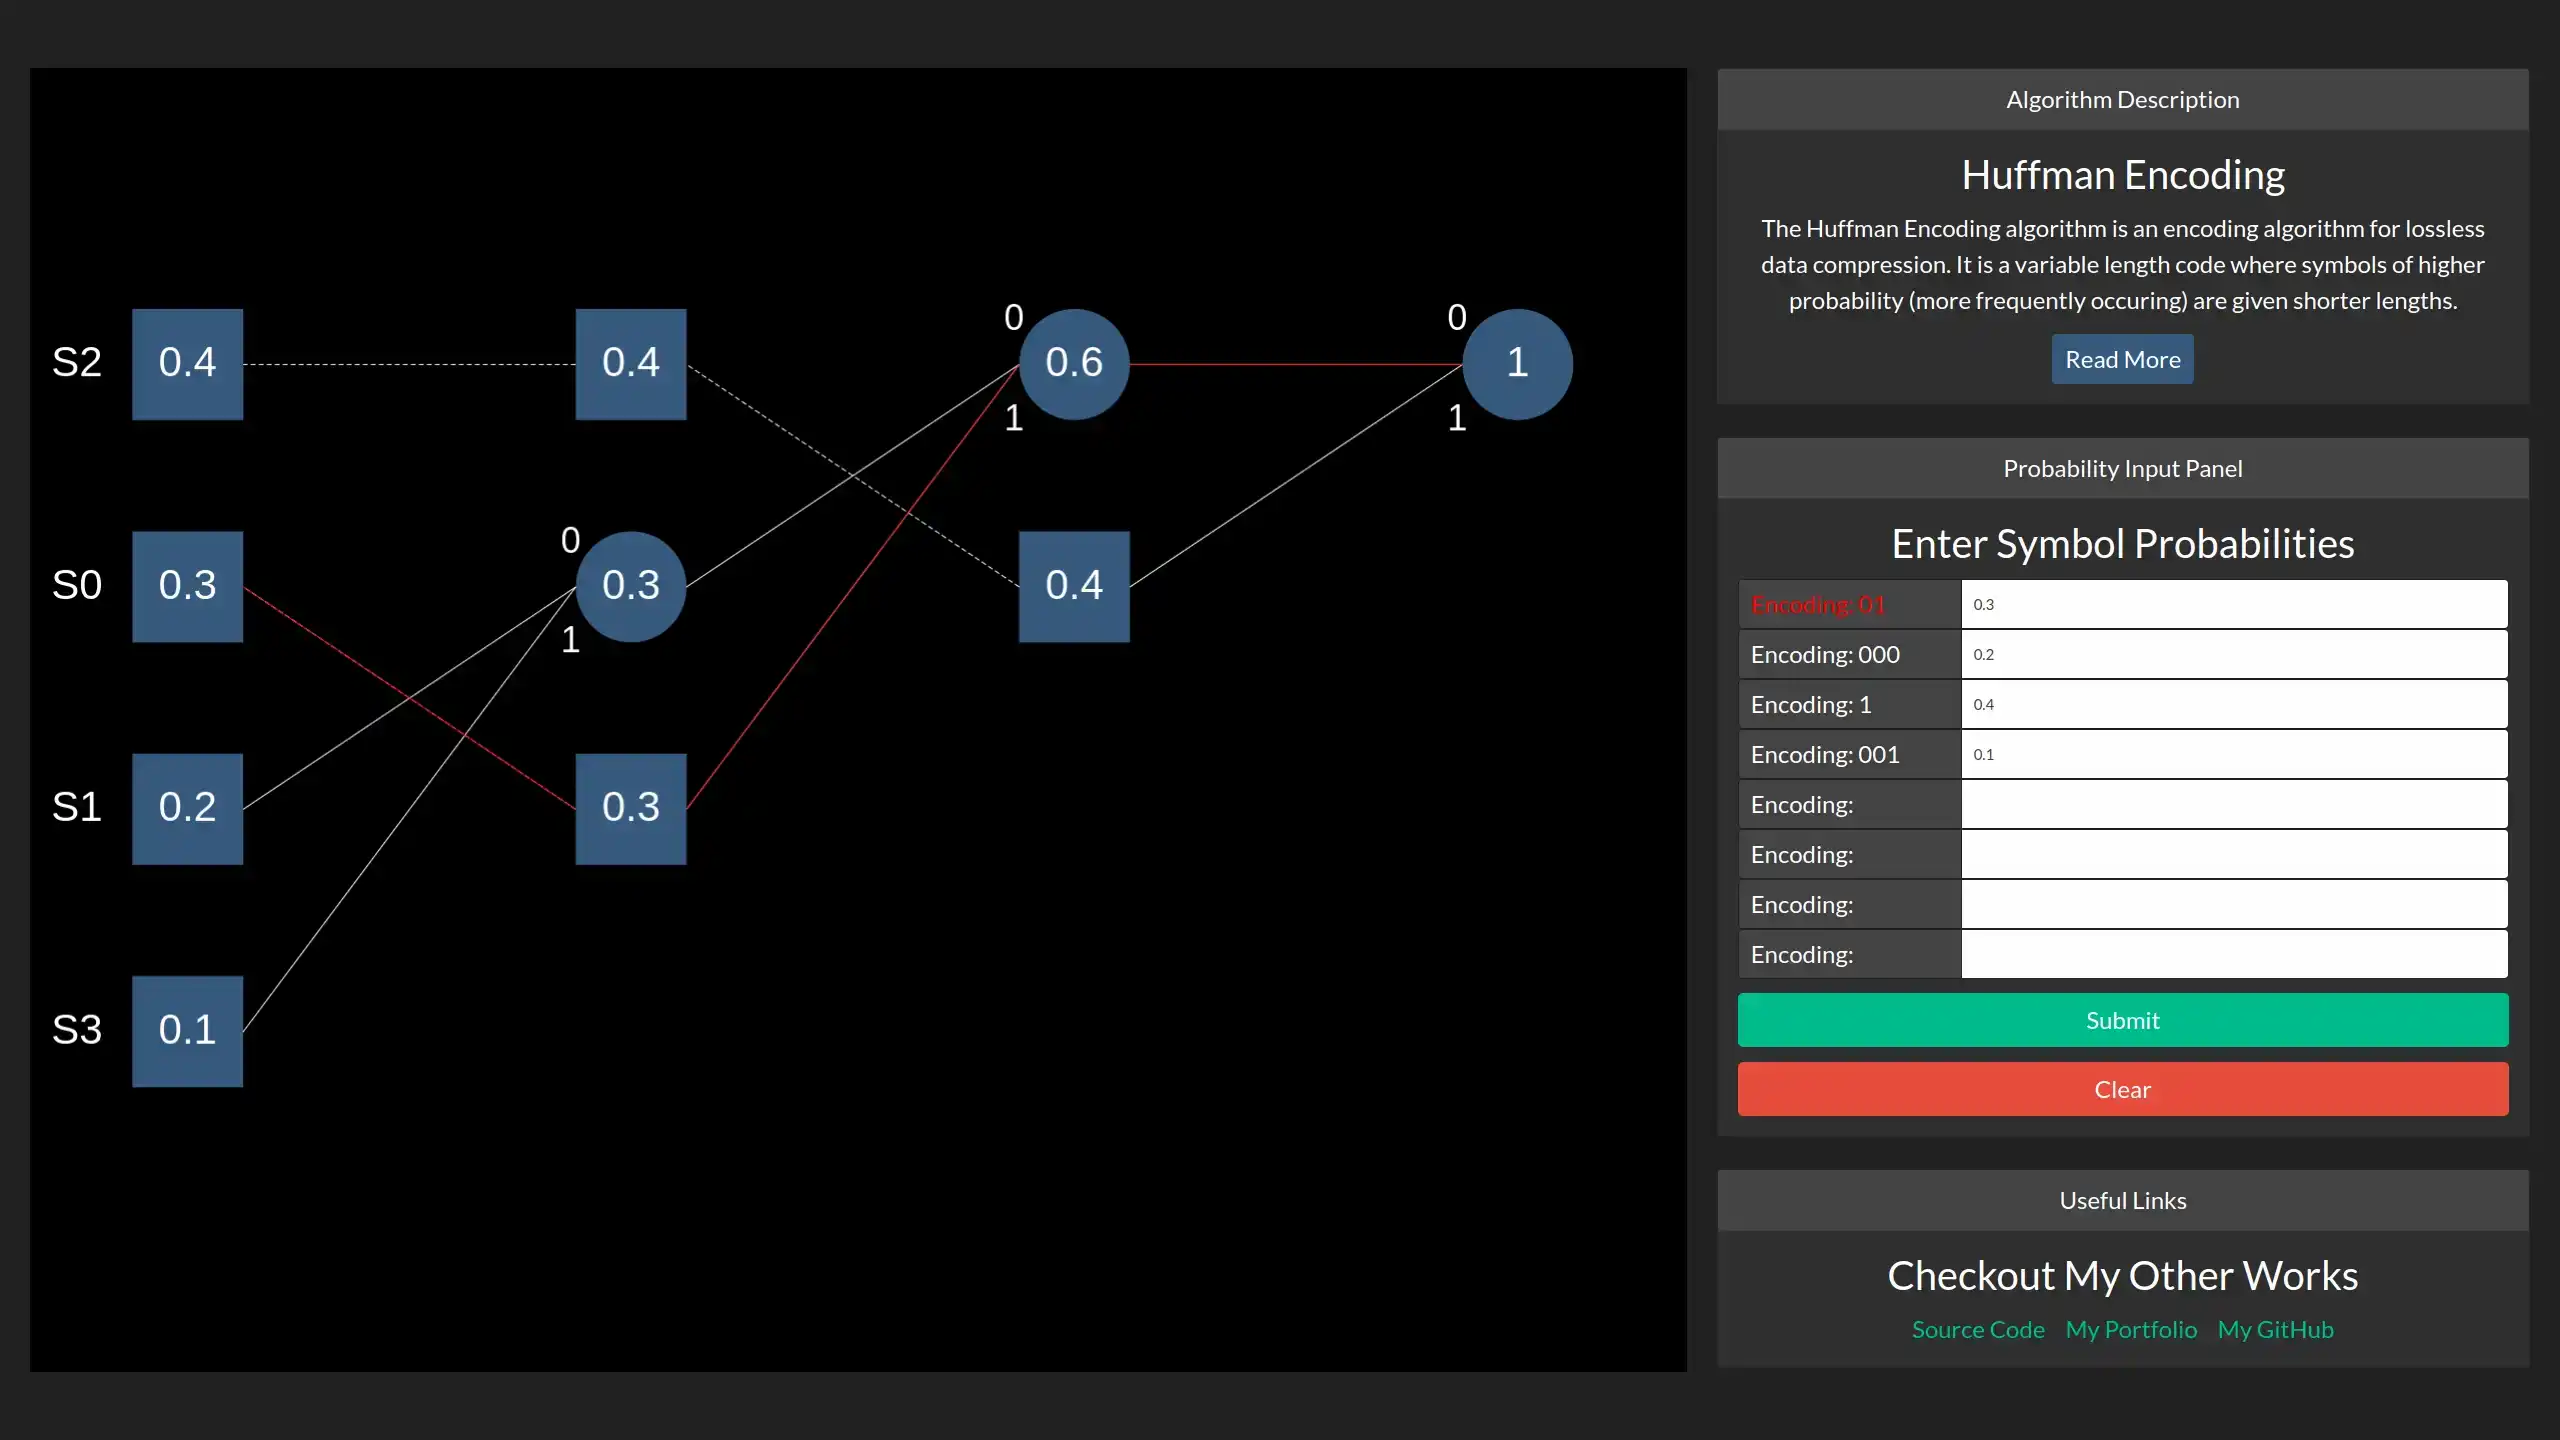 0
0
S2
0.4
0.4
0.6
1
1
1
0
S0
0.3
0.3
0.4
1
S1
0.2
0.3
S3
0.1
Algorithm Description
Huffman Encoding
The Huffman Encoding algorithm is an encoding algorithm for lossless
data compression. It is a variable length code where symbols of higher
probability (more frequently occuring) are given shorter lengths.
Read More
Probability Input Panel
Enter Symbol Probabilities
Encoding: 01 0.3
Encoding: 000 0.2
Encoding: 1 0.4
Encoding: 001 0.1
Encoding:
Encoding:
Encoding:
Encoding:
Submit
Clear
Useful Links
Checkout My Other Works
Source Code My Portfolio My GitHub